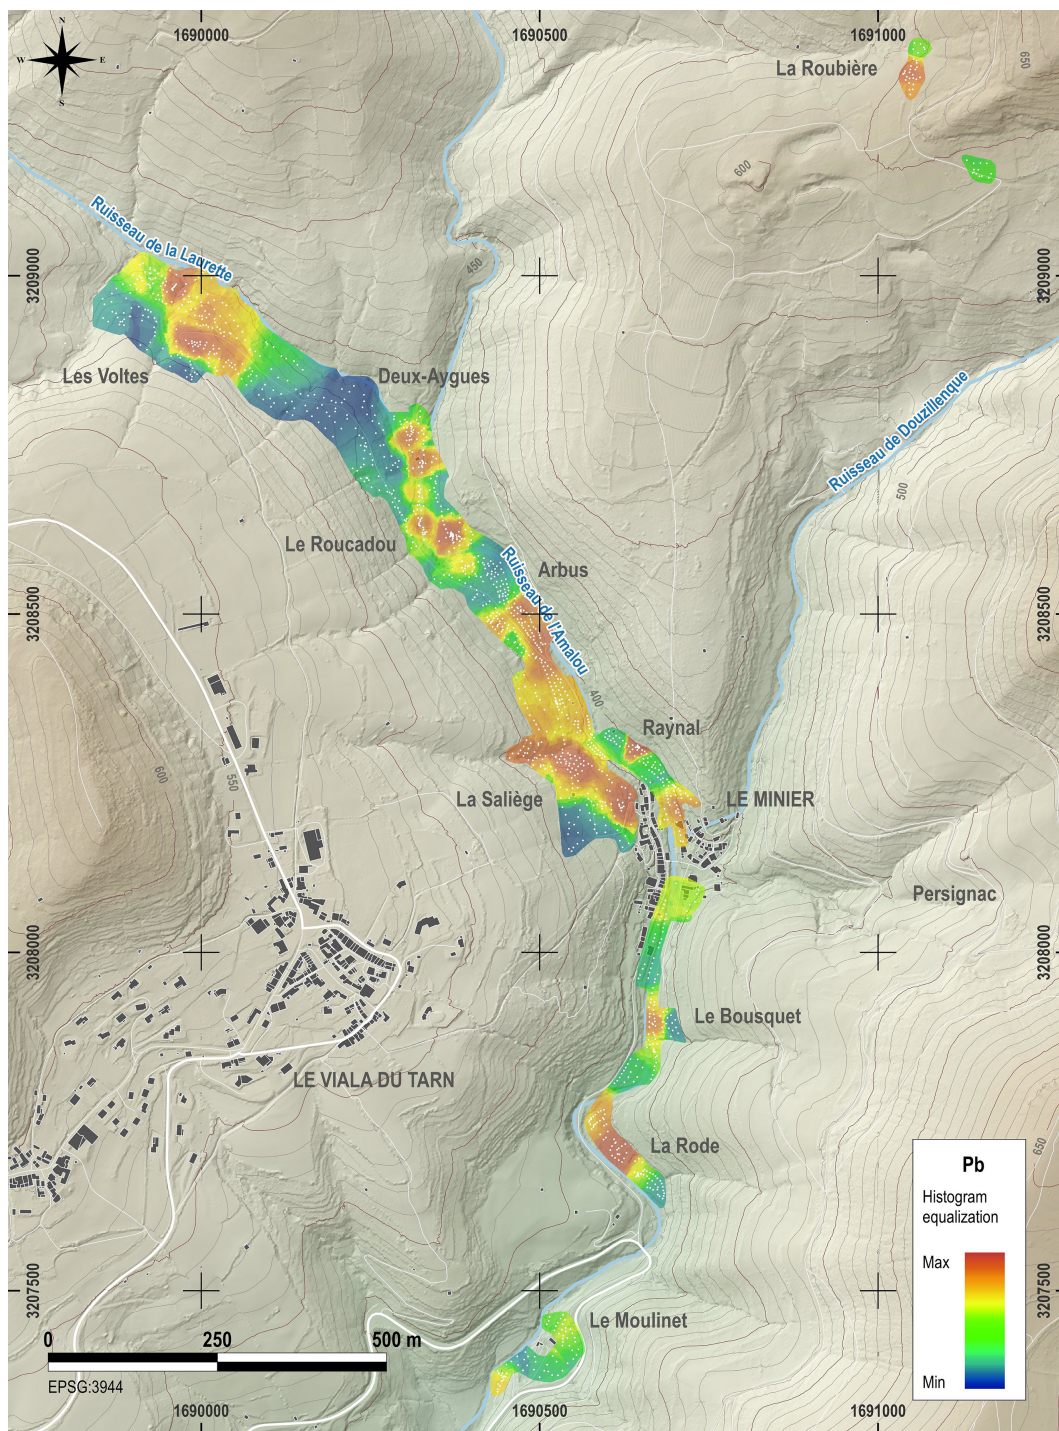 1690000
1690500
1691000
N
W
E
S
La Roubière
650
600
Ruisseau de la Laurette
450
3209000
3209000
Les Voltes
Deux-Aygues
Ruisseau de Douzillenque
500
Le Roucadou
Ruisseau de l'Amalou
Arbus
3208500
3208500
400
Raynal
600
550
La Saliège
LE MINIER
Persignac
3208000
3208000
Le Bousquet
LE VIALA DU TARN
La Rode
650
Pb
Histogram
equalization
Max
Min
3207500
3207500
Le Moulinet
0
250
500 m
EPSG:3944
1690000
1690500
1691000